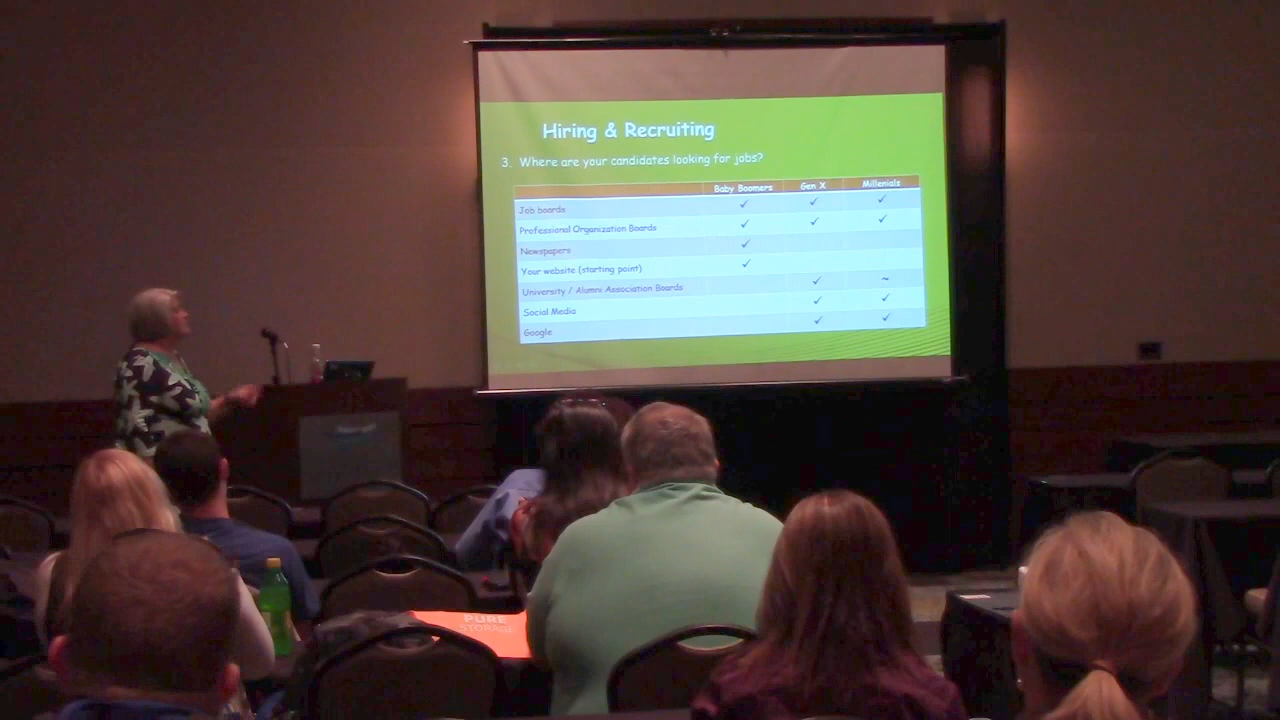 Hiring & Recruiting
3. Where are your candidates looking for jobs?
Baby Boomers Gen X Millenials
Job boards ✓ ✓ ✓
Professional Organization Boards ✓ ✓ ✓
Newspapers ✓
Your website (starting point) ✓
University / Alumni Association Boards ✓ ~
Social Media ✓ ✓
Google ✓ ✓
PURE
STORAGE